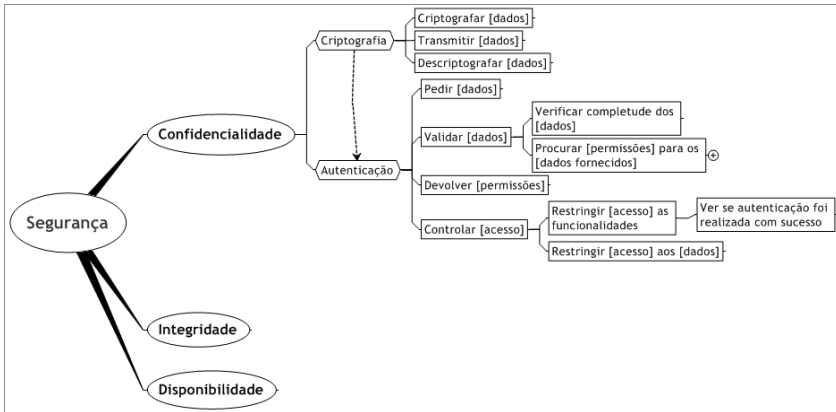 Criptografar [dados]
Criptografia
Transmitir [dados]
Descriptografar [dados]
Pedir [dados]
Verificar completude dos
[dados]
Confidencialidade
Validar [dados]
Procurar [permissões] para os
[dados fornecidos]
Autenticação
Devolver [permissões]
Segurança
Restringir [acesso] as
funcionalidades
Ver se autenticação foi
realizada com sucesso
Controlar [acesso]
Restringir [acesso] aos [dados]
Integridade
Disponibilidade